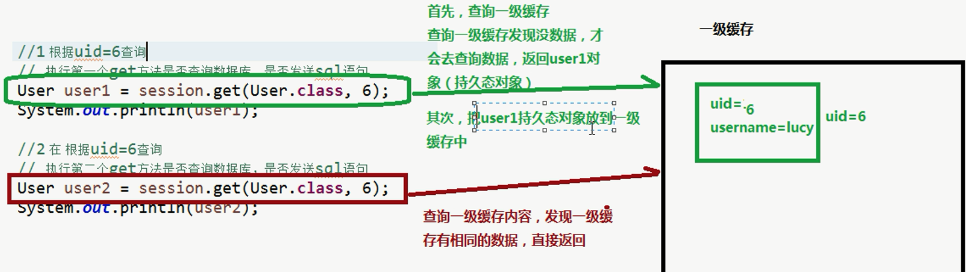 //1 根据uid=6查询
// 执行第一个get方法是否查询数据库,是否发送sql语句
User user1 = session.get(User.class, 6);
System.out.println(user1);
//2 在 根据uid=6查询
// 执行第二个get方法是否查询数据库,是否发送sql语句
User user2 = session.get(User.class, 6);
System.out.println(user2);
首先,查询一级缓存
查询一级缓存发现没数据,才
会去查询数据,返回user1对
象(持久态对象)
其次,把user1持久态对象放到一级
缓存中
查询一级缓存内容,发现一级缓
存有相同的数据,直接返回
一级缓存
uid=6
username=lucy
uid=6